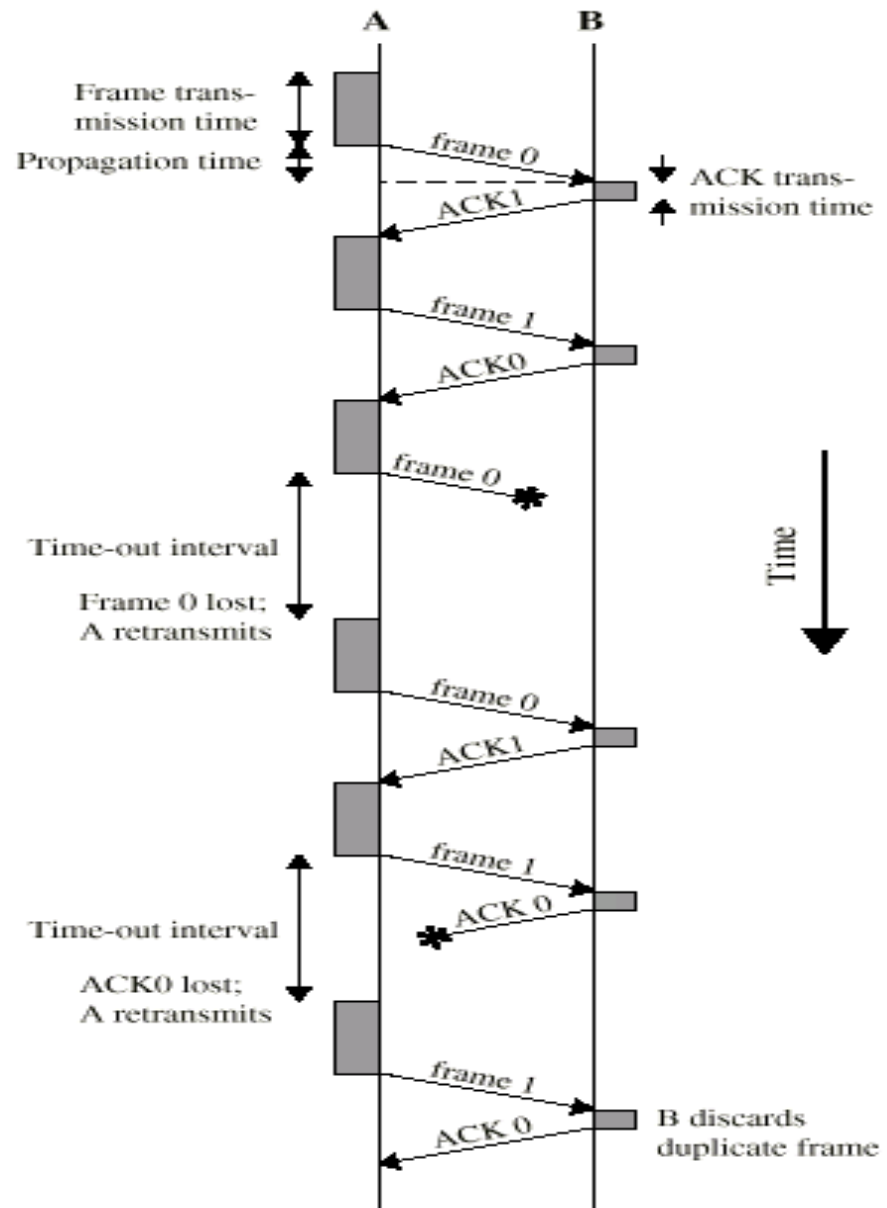 A
B
Frame trans-
mission time
Propagation time
frame 0
ACK trans-
mission time
ACK1
frame 1
ACK0
frame 0
Time-out interval
Frame 0 lost;
A retransmits
Time
frame 0
ACK1
frame 1
ACK 0
Time-out interval
ACK0 lost;
A retransmits
frame 1
ACK 0
B discards
duplicate frame